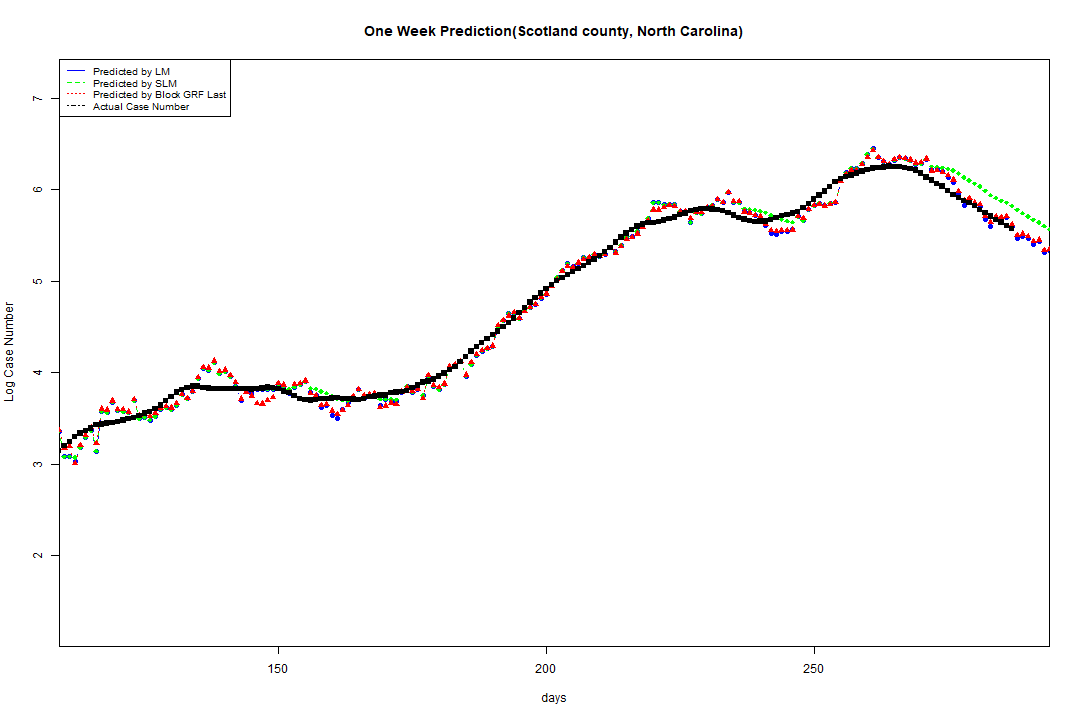 One Week Prediction(Scotland county, North Carolina)
Predicted by LM
Predicted by SLM
Predicted by Block GRF Last
Actual Case Number
7
6
5
4
3
2
Log Case Number
150
200
250
days